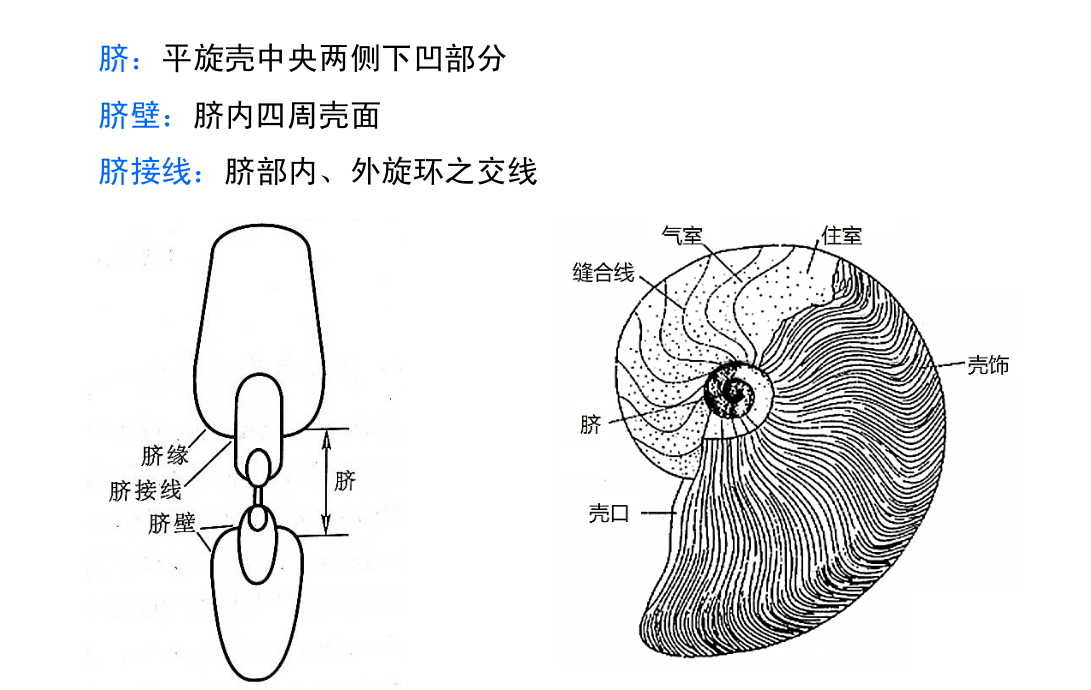 脐：平旋壳中央两侧下凹部分
脐壁：脐内四周壳面
脐接线：脐部内、外旋环之交线
脐缘
脐接线
脐壁
脐
气室
住室
缝合线
壳饰
脐
壳口